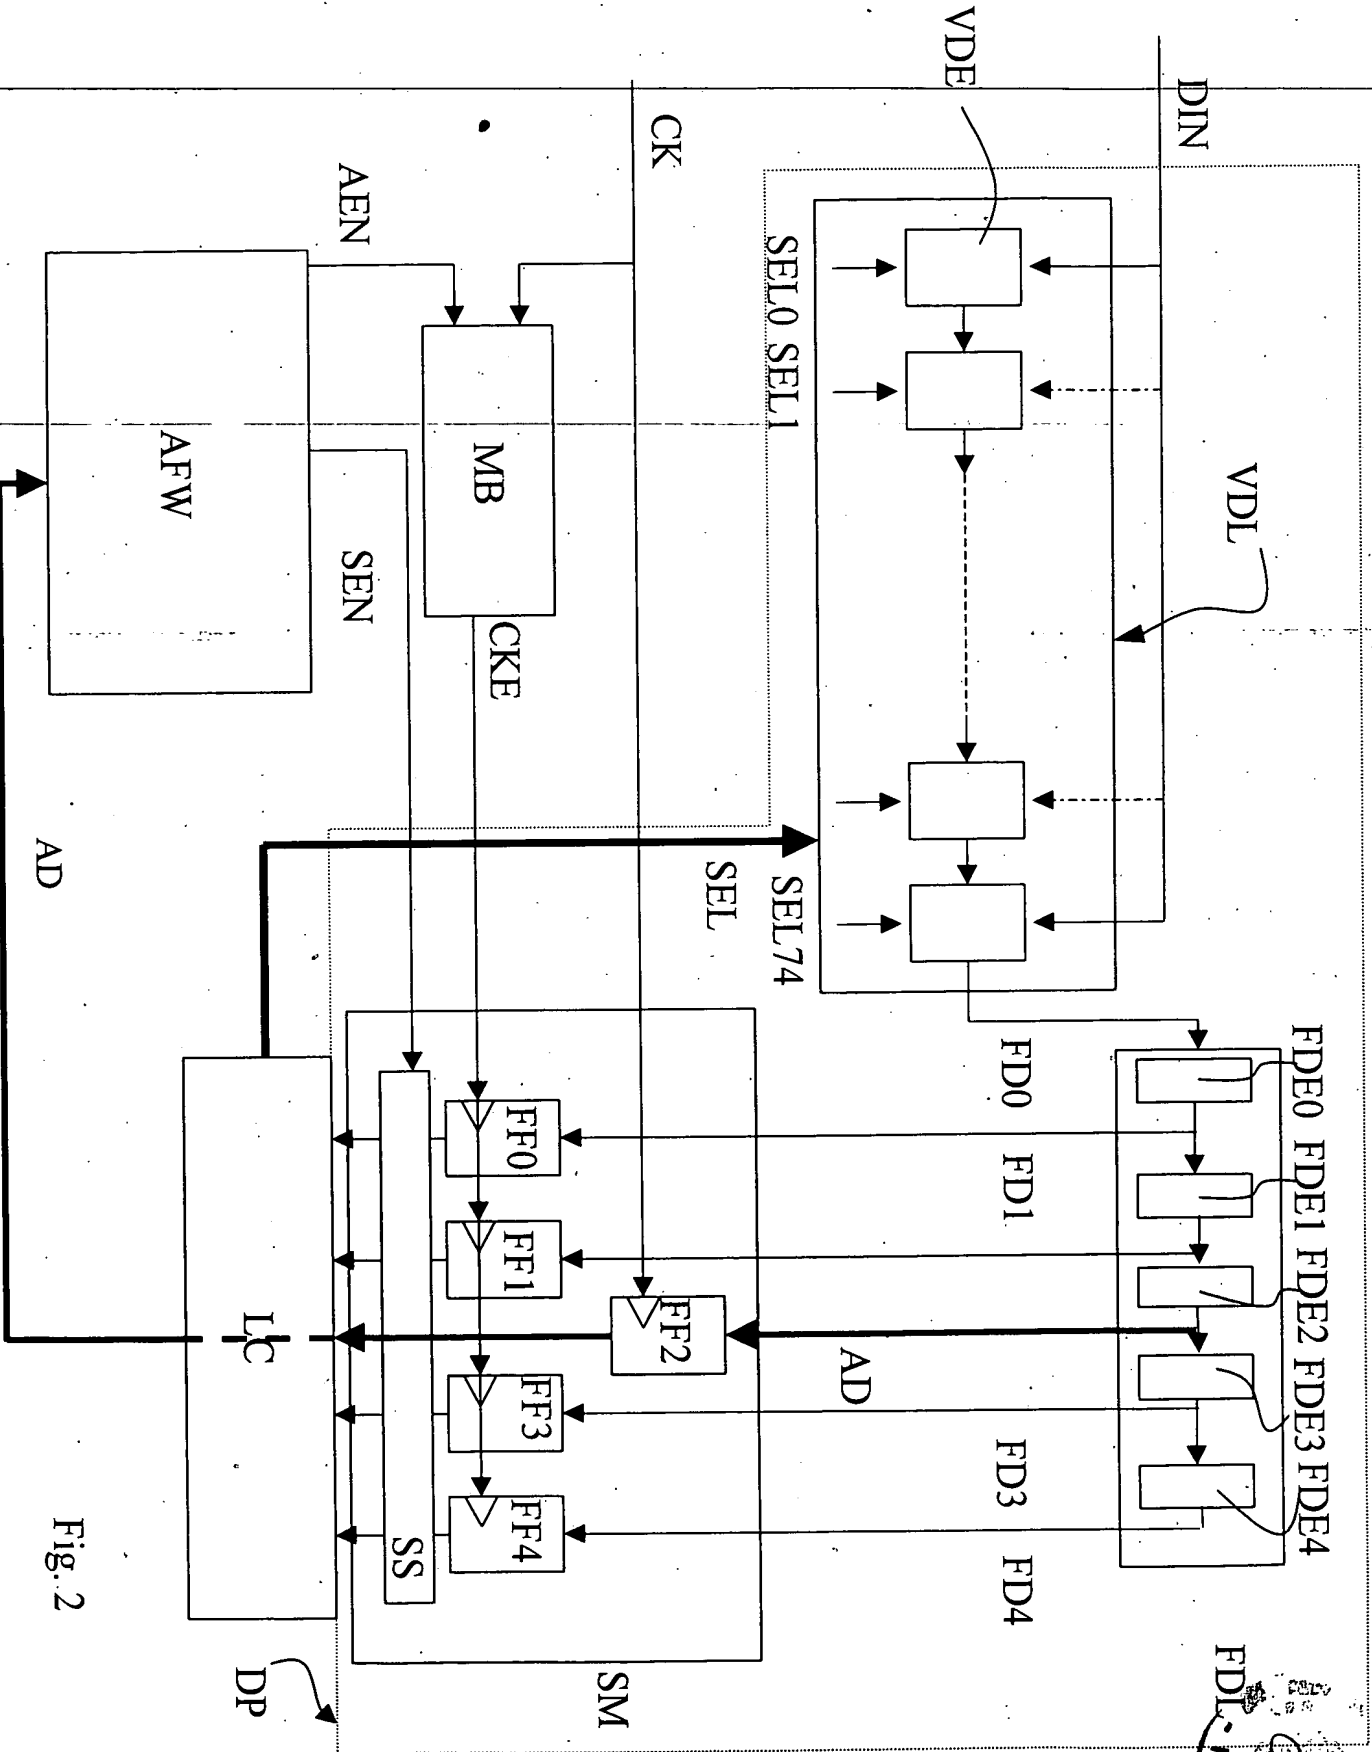 DIN
VDE
VDL
SEL0 SEL1
SEL74
SEL
CK
AEN
MB
AFW
SEN
CKE
AD
FDE0 FDE1 FDE2 FDE3 FDE4
FDL
FD0
FD1
AD
FD3
FD4
FF0
FF1
FF2
FF3
FF4
SS
SM
LC
DP
Fig. 2